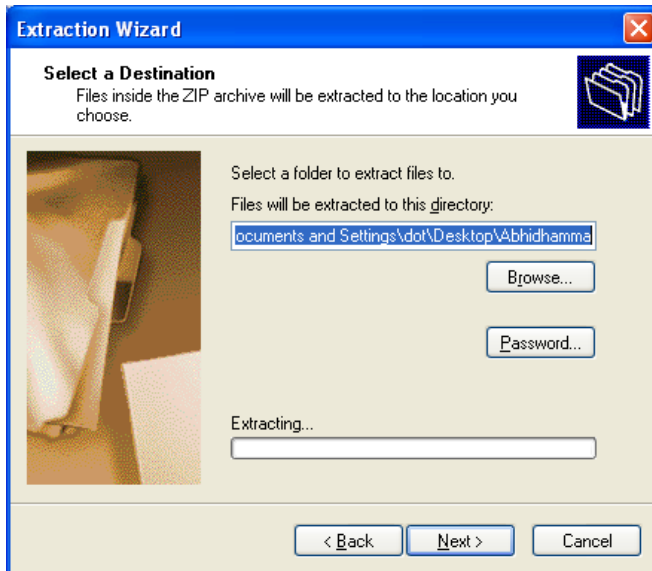 Extraction Wizard
Select a Destination
Files inside the ZIP archive will be extracted to the location you
choose.
Select a folder to extract files to.
Files will be extracted to this directory:
ocuments and Settings\dot\Desktop\Abhidhamma
Browse...
Password...
Extracting...
< Back
Next >
Cancel